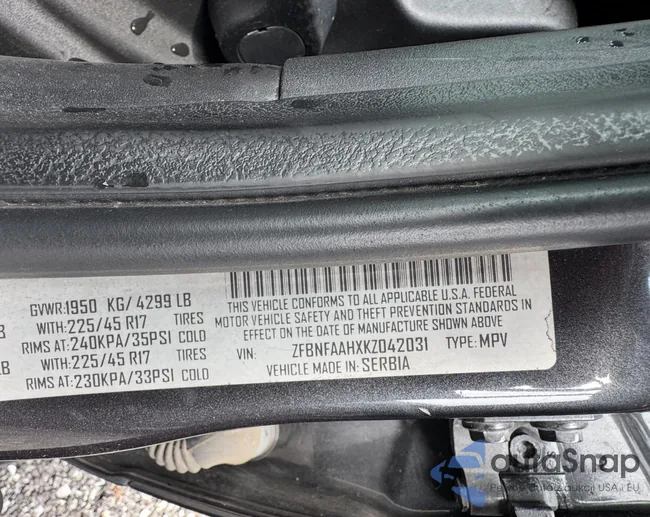 GVWR:1950 KG/ 4299 LB
WITH:225/45 R17 TIRES
RIMS AT:240KPA/35PSI COLD
WITH:225/45 R17 TIRES
RIMS AT:230KPA/33PSI COLD
THIS VEHICLE CONFORMS TO ALL APPLICABLE U.S.A. FEDERAL
MOTOR VEHICLE SAFETY AND THEFT PREVENTION STANDARDS IN
EFFECT ON THE DATE OF MANUFACTURE SHOWN ABOVE.
VIN: ZFBNFAAHXKZ042031 TYPE: MPV
VEHICLE MADE IN: SERBIA
autoSnap